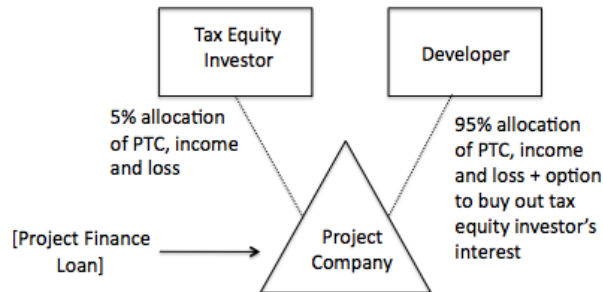 Tax Equity
Investor
Developer
5% allocation
of PTC, income
and loss
95% allocation
of PTC, income
and loss + option
to buy out tax
equity investor's
interest
[Project Finance
Loan]
Project
Company